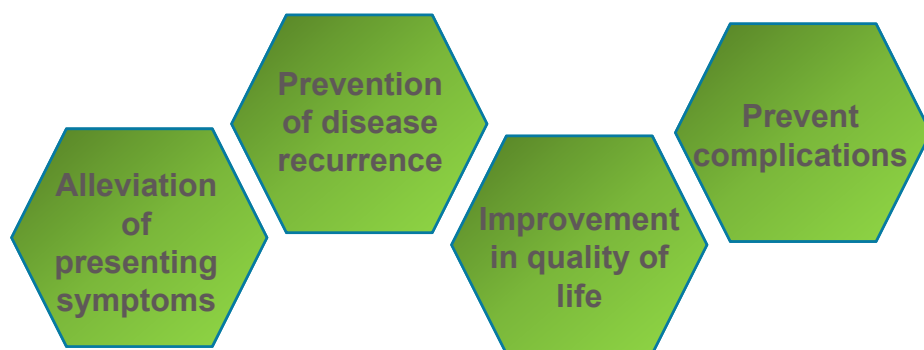 Alleviation
of
presenting
symptoms
Prevention
of disease
recurrence
Improvement
in quality of
life
Prevent
complications